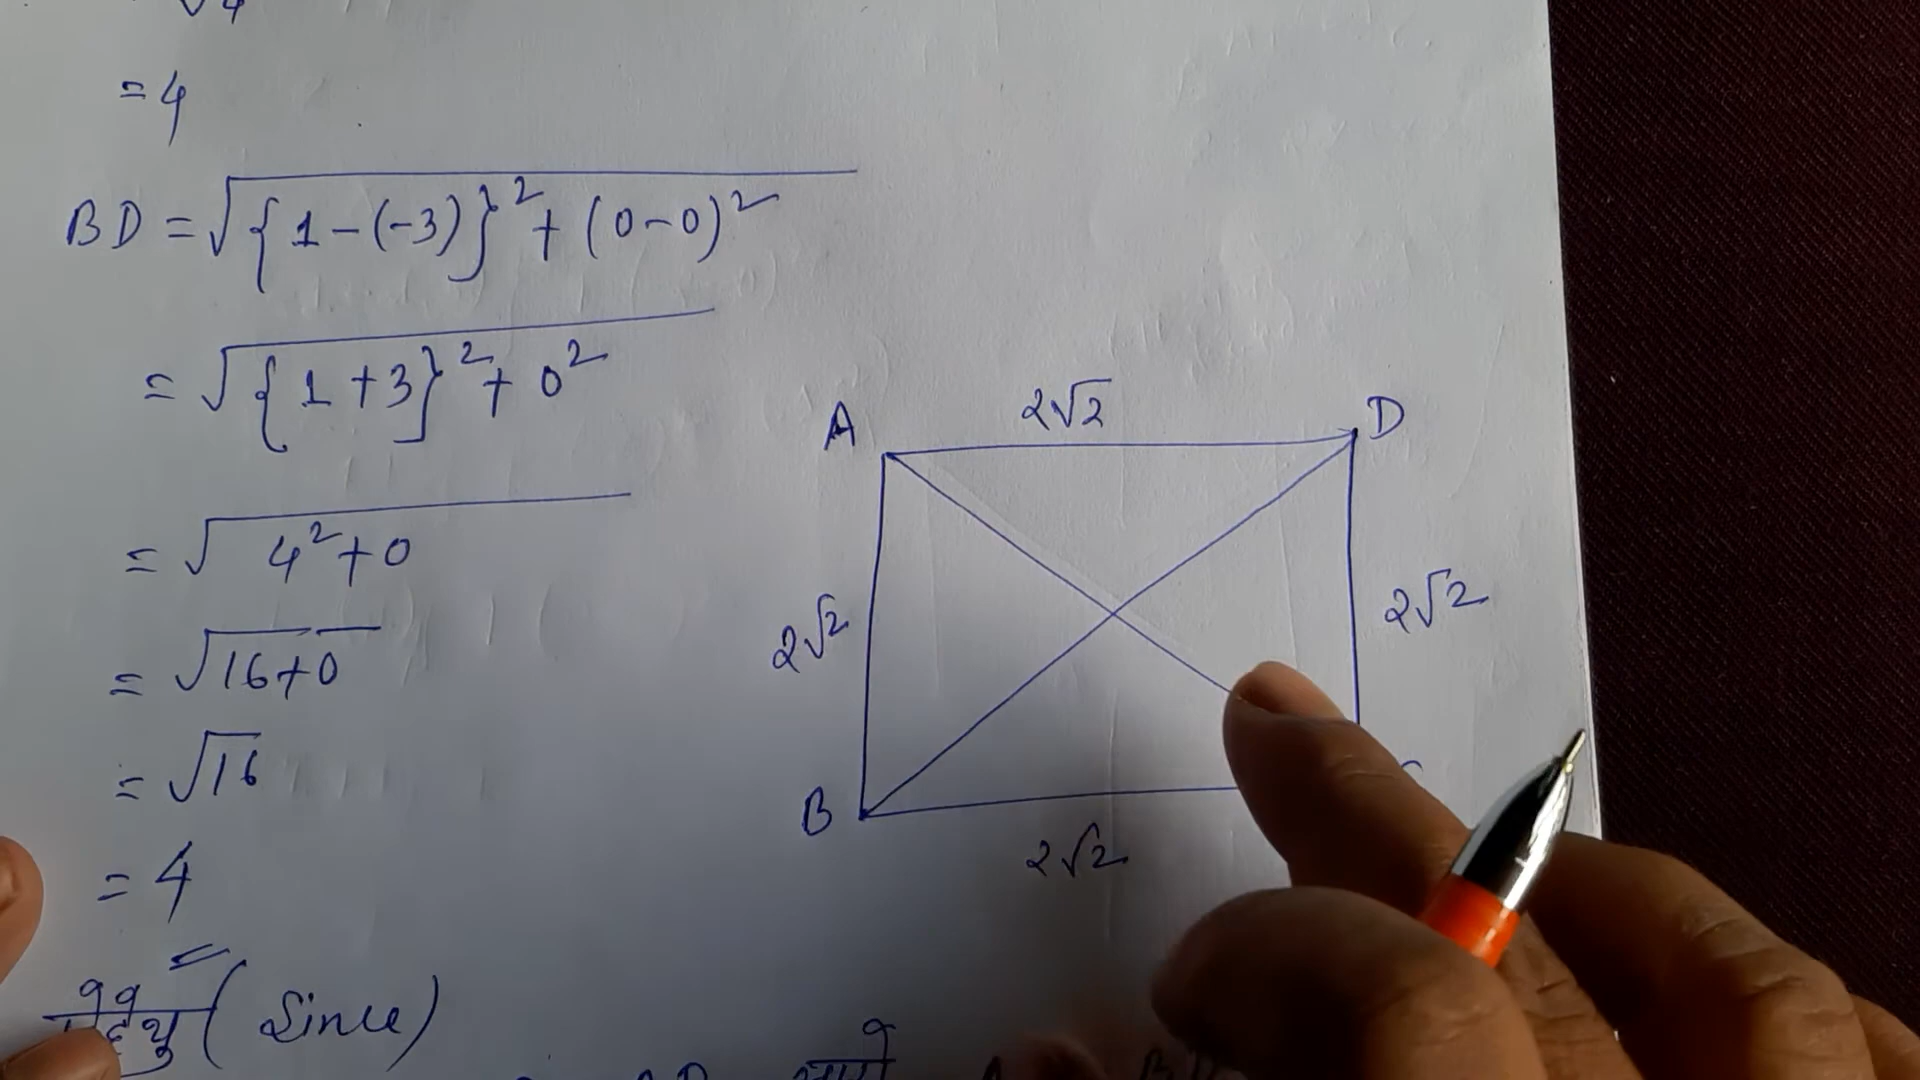 = 4
BD = √{1-(-3)}² + (0-0)²
= √{1+3}² + 0²
= √4²+0
= √16+0
= √16
= 4
(Since)
A 2√2 D
2√2 2√2
B
2√2